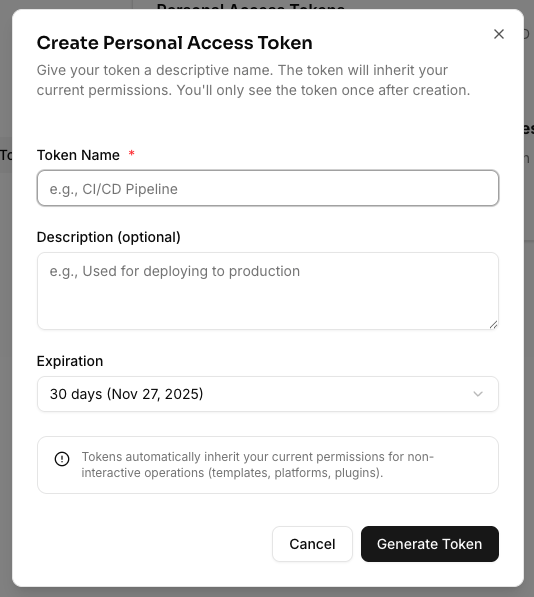 Personal Access Tokens
Create Personal Access Token
Give your token a descriptive name. The token will inherit your
current permissions. You'll only see the token once after creation.
Token Name *
e.g., CI/CD Pipeline
Description (optional)
e.g., Used for deploying to production
Expiration
30 days (Nov 27, 2025)
Tokens automatically inherit your current permissions for non-
interactive operations (templates, platforms, plugins).
Cancel
Generate Token